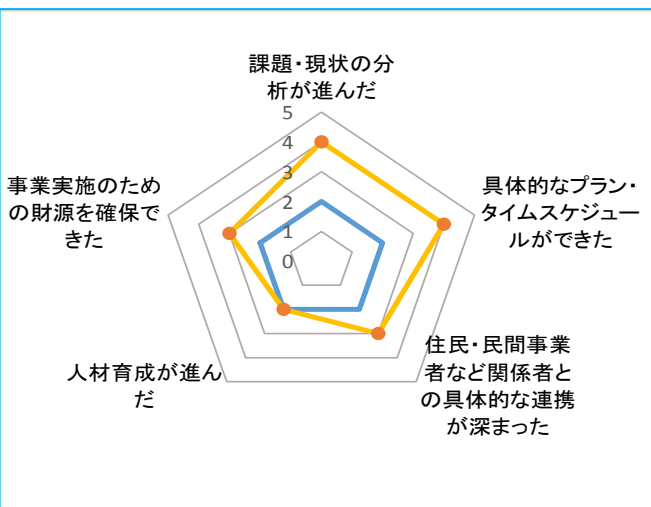 課題・現状の分
析が進んだ
5
4
3
2
1
0
具体的なプラン・
タイムスケジュー
ルができた
住民・民間事業
者など関係者と
の具体的な連携
が深まった
人材育成が進ん
だ
事業実施のため
の財源を確保で
きた